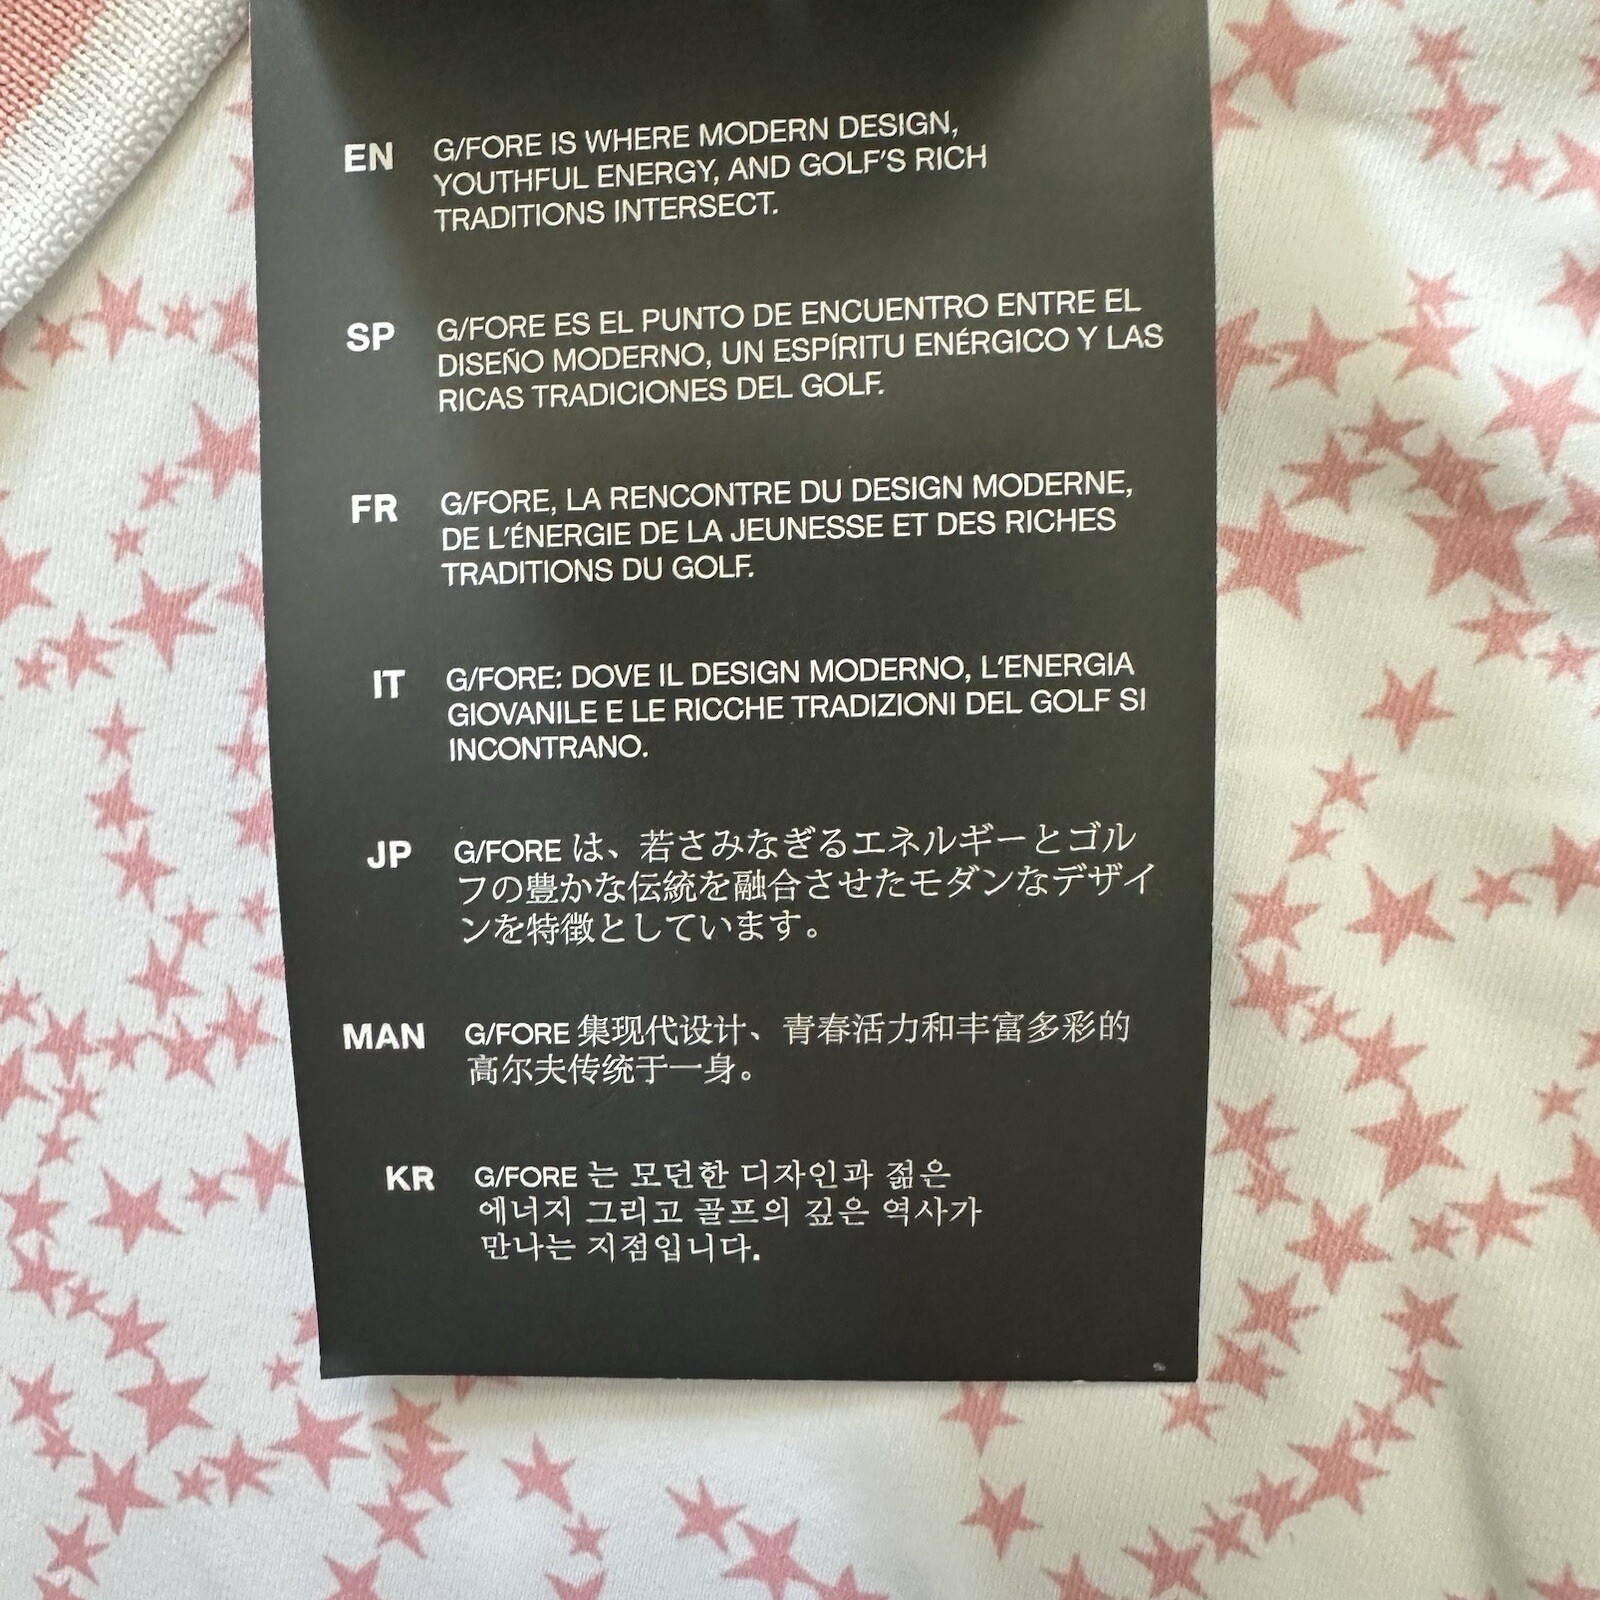 EN G/FORE IS WHERE MODERN DESIGN,
YOUTHFUL ENERGY, AND GOLF'S RICH
TRADITIONS INTERSECT.
SP G/FORE ES EL PUNTO DE ENCUENTRO ENTRE EL
DISEÑO MODERNO, UN ESPÍRITU ENÉRGICO Y LAS
RICAS TRADICIONES DEL GOLF.
FR G/FORE, LA RENCONTRE DU DESIGN MODERNE,
DE L'ÉNERGIE DE LA JEUNESSE ET DES RICHES
TRADITIONS DU GOLF.
IT G/FORE: DOVE IL DESIGN MODERNO, L'ENERGIA
GIOVANILE E LE RICCHE TRADIZIONI DEL GOLF SI
INCONTRANO.
JP G/FORE は、若さみなぎるエネルギーとゴル
フの豊かな伝統を融合させたモダンなデザイ
ンを特徴としています。
MAN G/FORE 集现代设计、青春活力和丰富多彩的
高尔夫传统于一身。
KR G/FORE 는 모던한 디자인과 젊은
에너지 그리고 골프의 깊은 역사가
만나는 지점입니다.